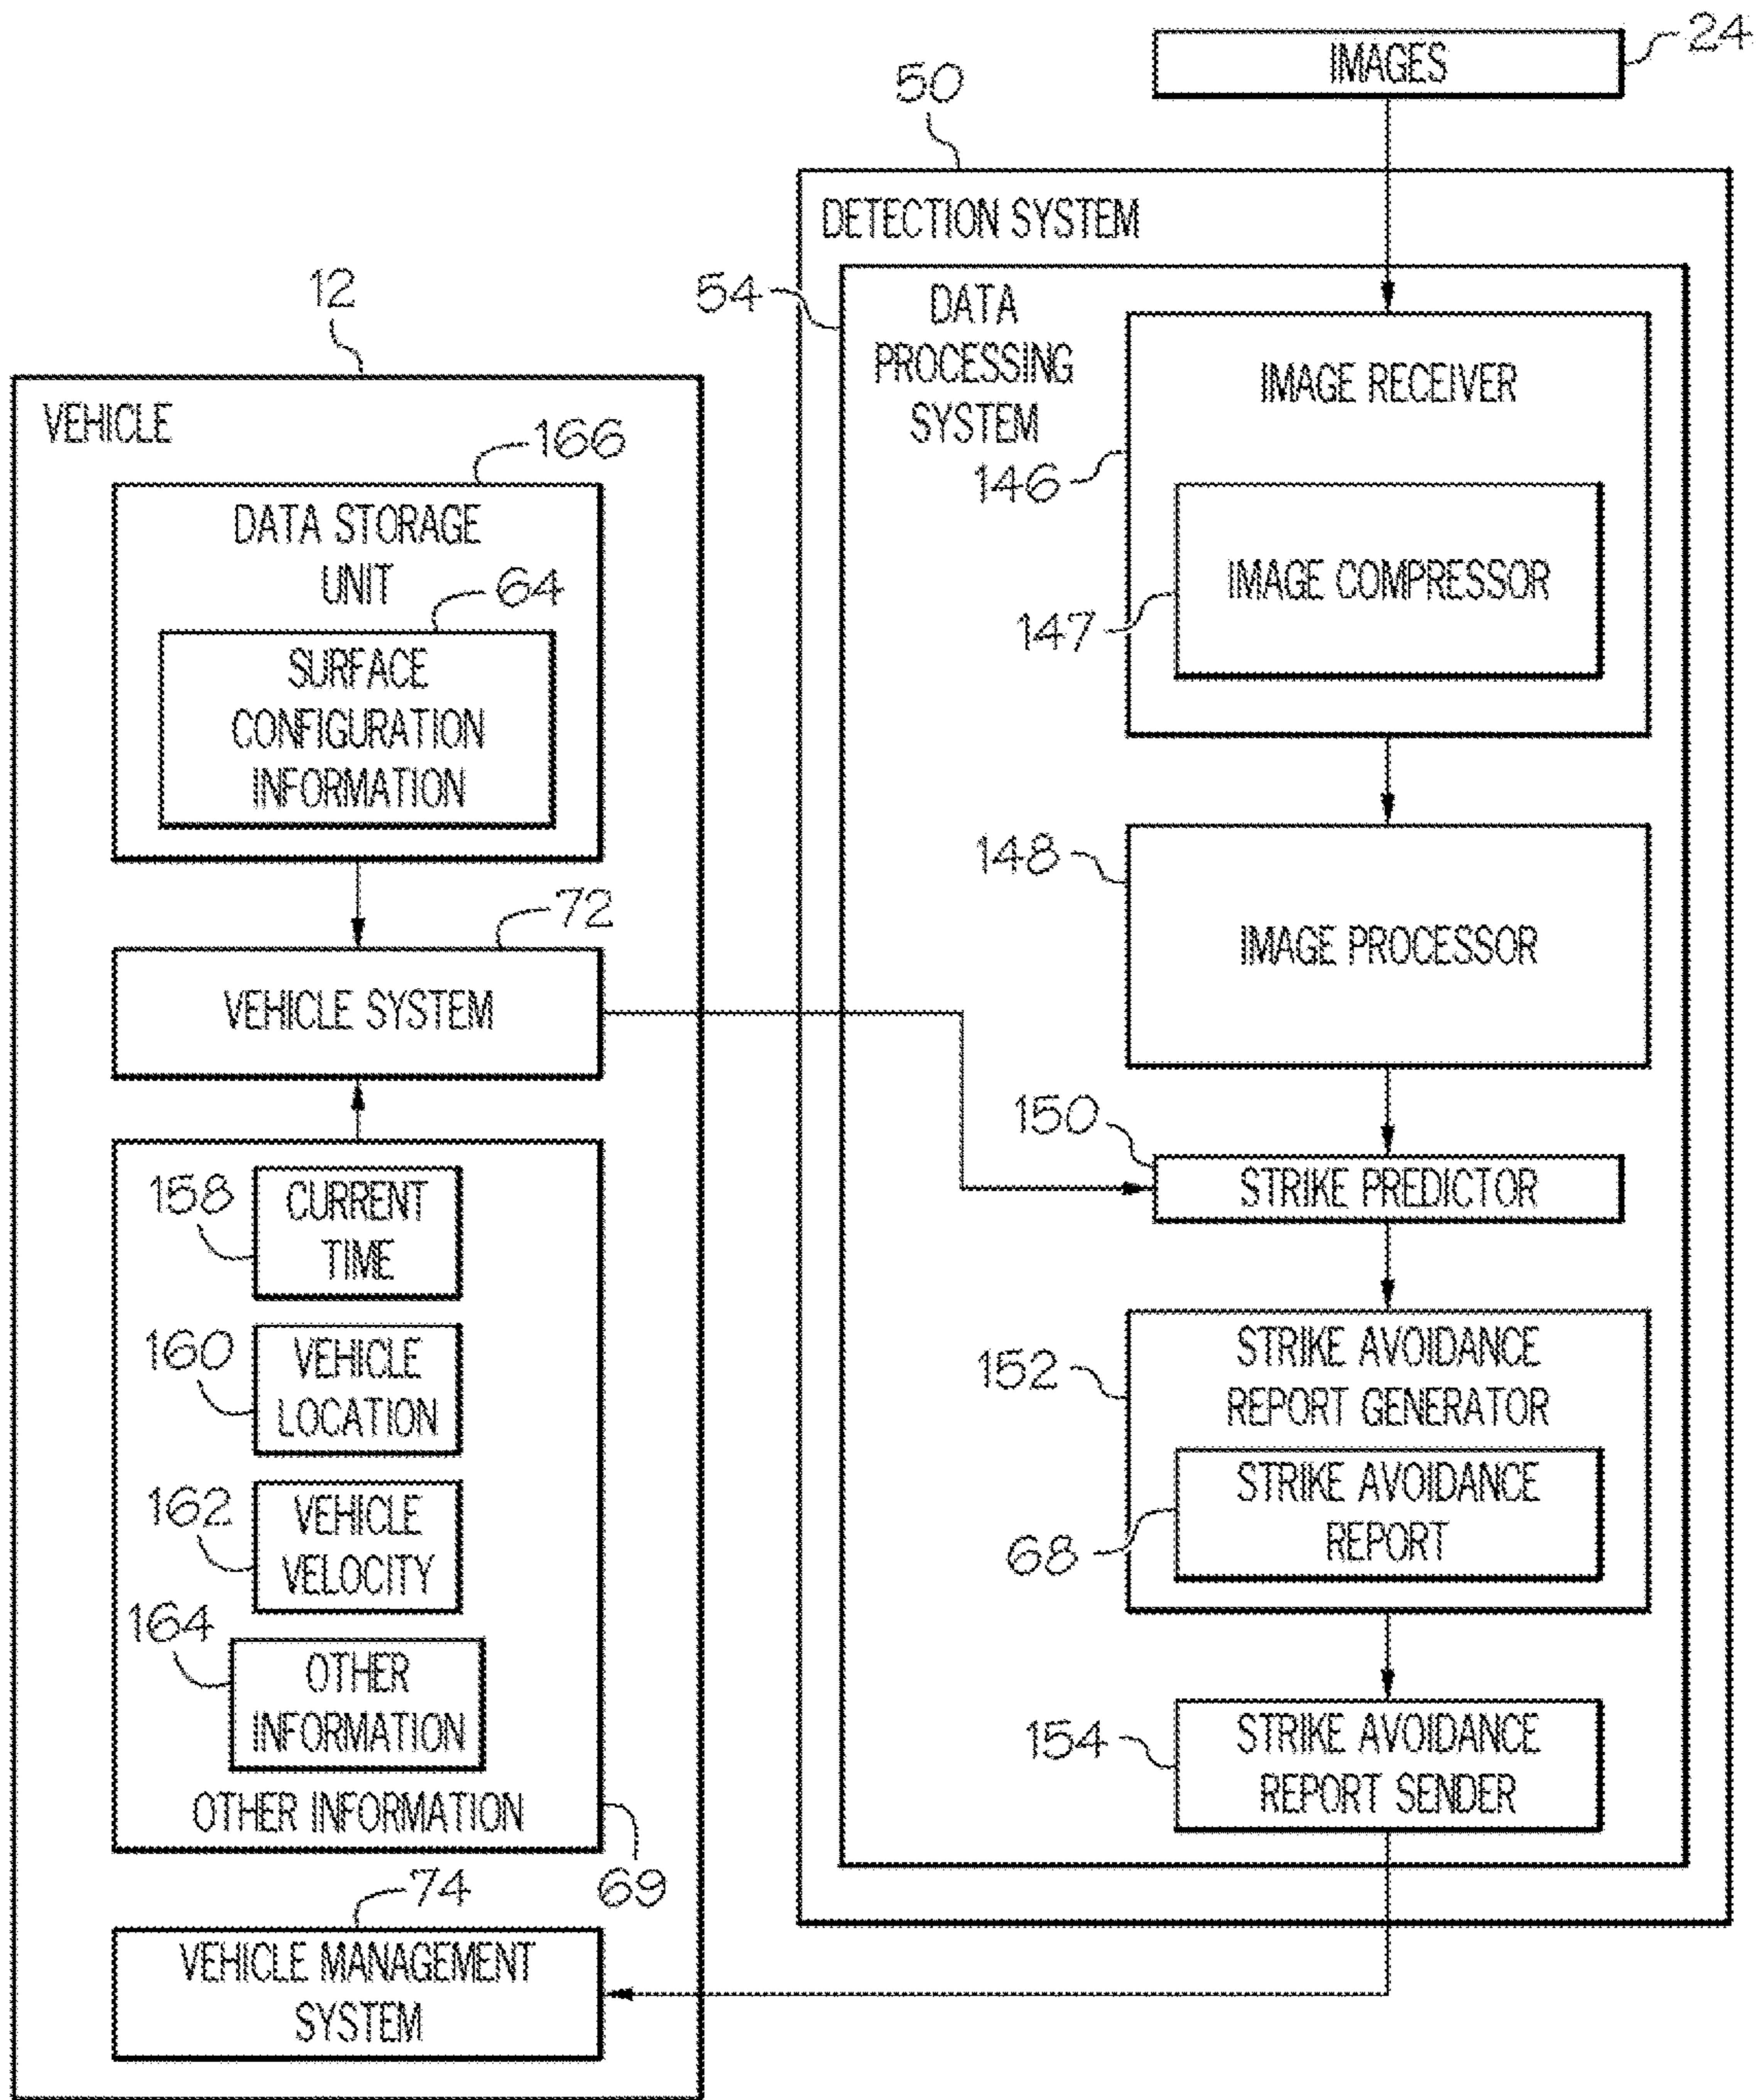 24
IMAGES
50
DETECTION SYSTEM
54
DATA
PROCESSING
SYSTEM
146
IMAGE RECEIVER
147
IMAGE COMPRESSOR
148
IMAGE PROCESSOR
150
STRIKE PREDICTOR
152
STRIKE AVOIDANCE
REPORT GENERATOR
68
STRIKE AVOIDANCE
REPORT
154
STRIKE AVOIDANCE
REPORT SENDER
12
VEHICLE
166
DATA STORAGE
UNIT
64
SURFACE
CONFIGURATION
INFORMATION
72
VEHICLE SYSTEM
158
CURRENT
TIME
160
VEHICLE
LOCATION
162
VEHICLE
VELOCITY
164
OTHER
INFORMATION
OTHER INFORMATION
69
74
VEHICLE MANAGEMENT
SYSTEM